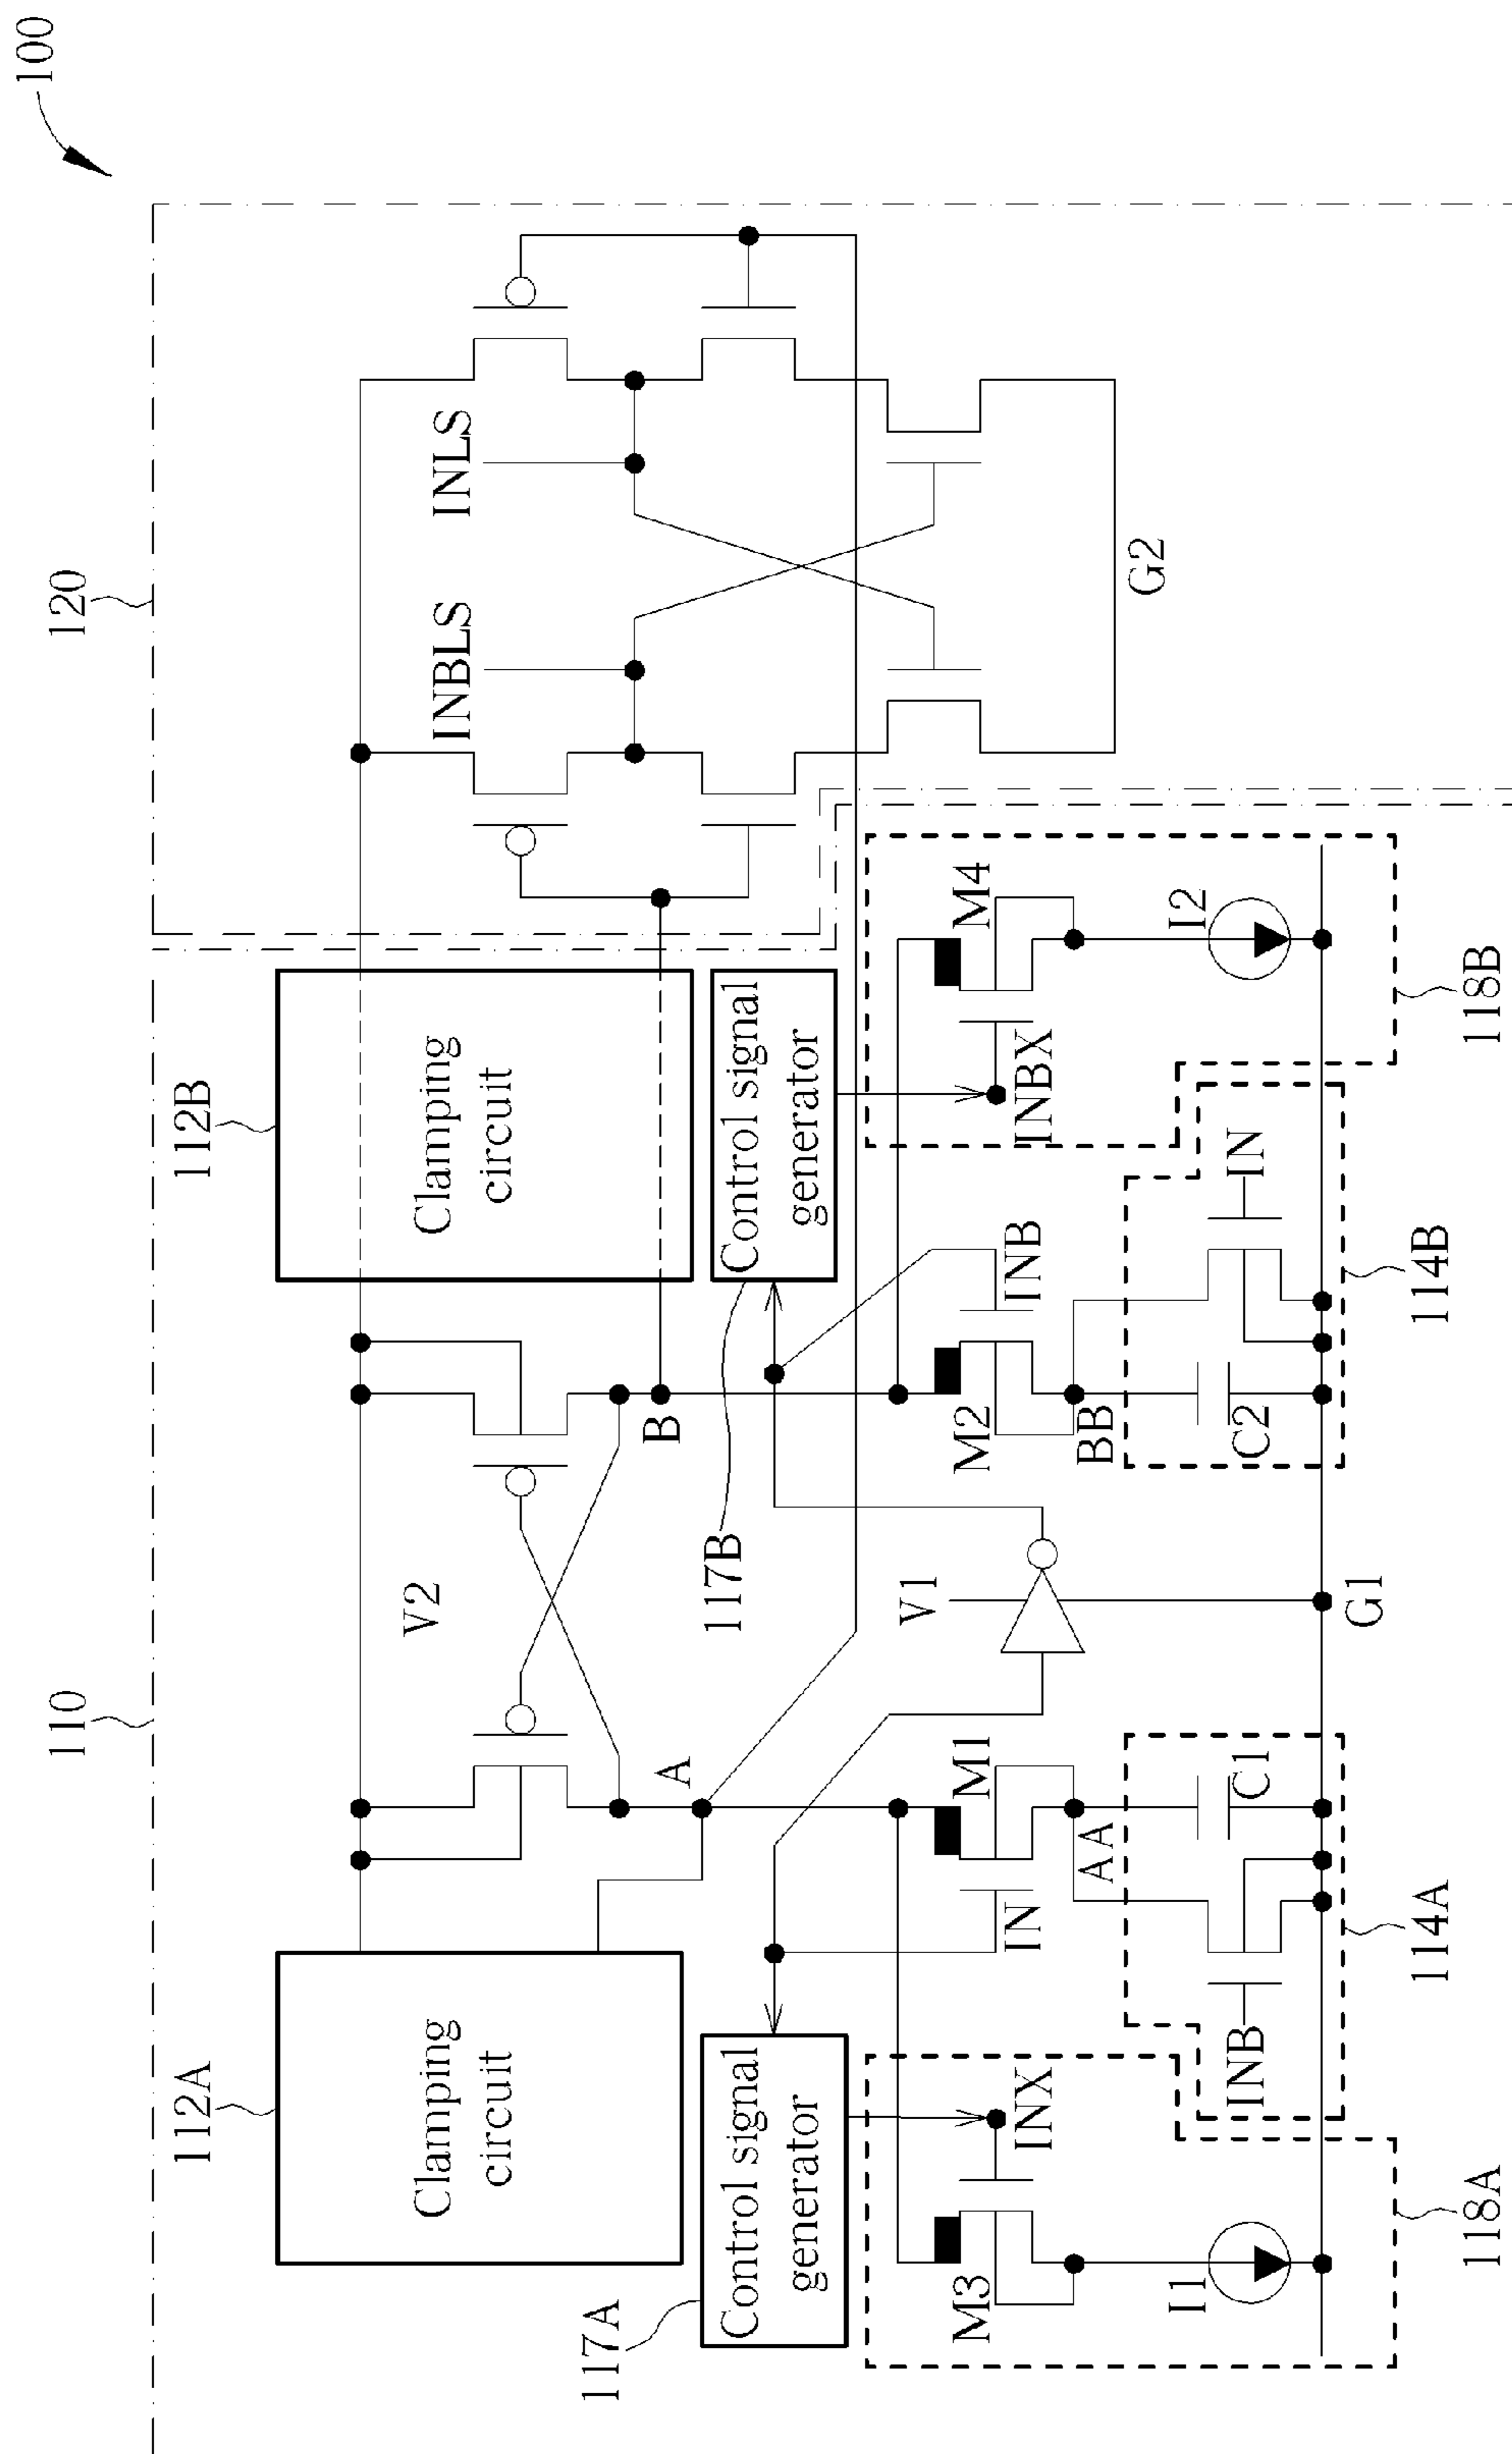 100
110
120
112A
Clamping
circuit
V2
112B
Clamping
circuit
INBLS
INLS
A
B
117A
Control signal
generator
117B
Control signal
generator
V1
M3
INX
IN
M1
M2
INB
INBX
M4
AA
BB
G2
I1
INB
C1
C2
IN
I2
G1
118A
114A
114B
118B